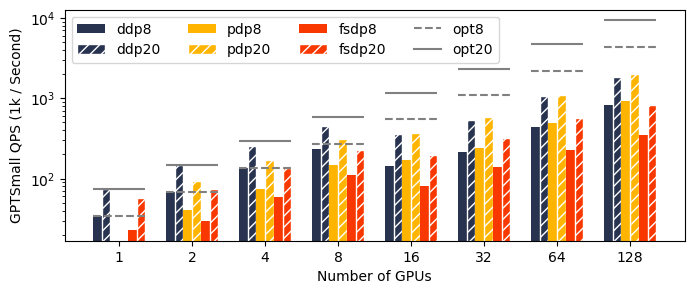 10⁴
10³
10²
GPTSmall QPS (1k / Second)
ddp8 pdp8 fsdp8 opt8
ddp20 pdp20 fsdp20 opt20
1 2 4 8 16 32 64 128
Number of GPUs